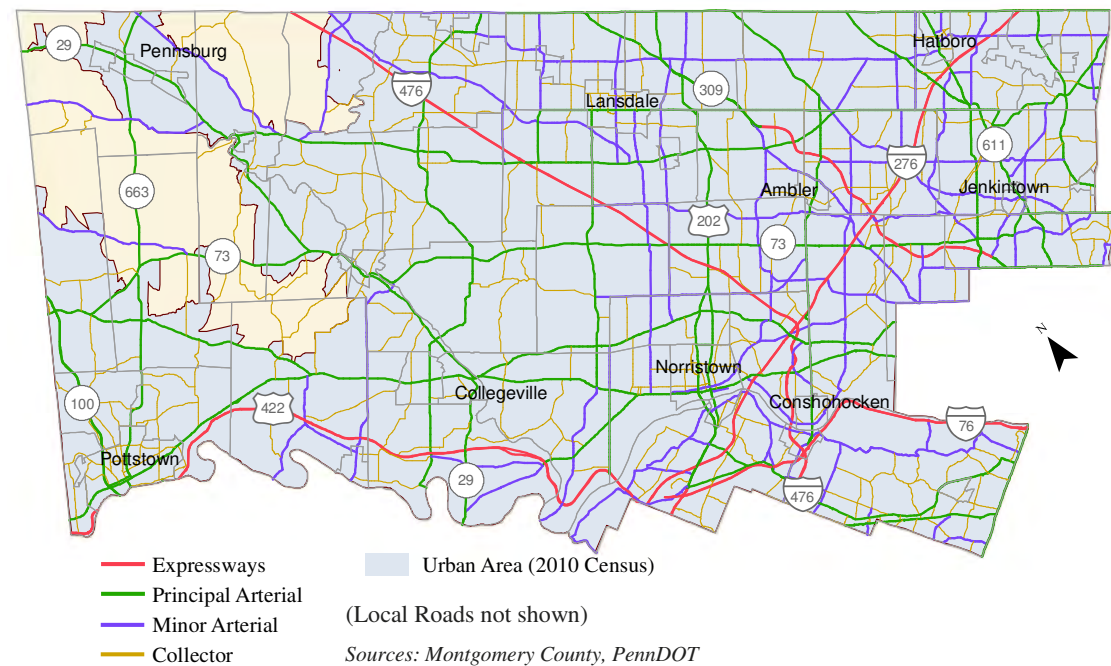 29
Pennsburg
Hatboro
476
309
Lansdale
611
276
663
Ambler
Jenkintown
202
73
73
N
Norristown
Collegeville
Conshohocken
100
422
76
Pottstown
29
476
Expressways
Principal Arterial
Minor Arterial
Collector
Urban Area (2010 Census)
(Local Roads not shown)
Sources: Montgomery County, PennDOT